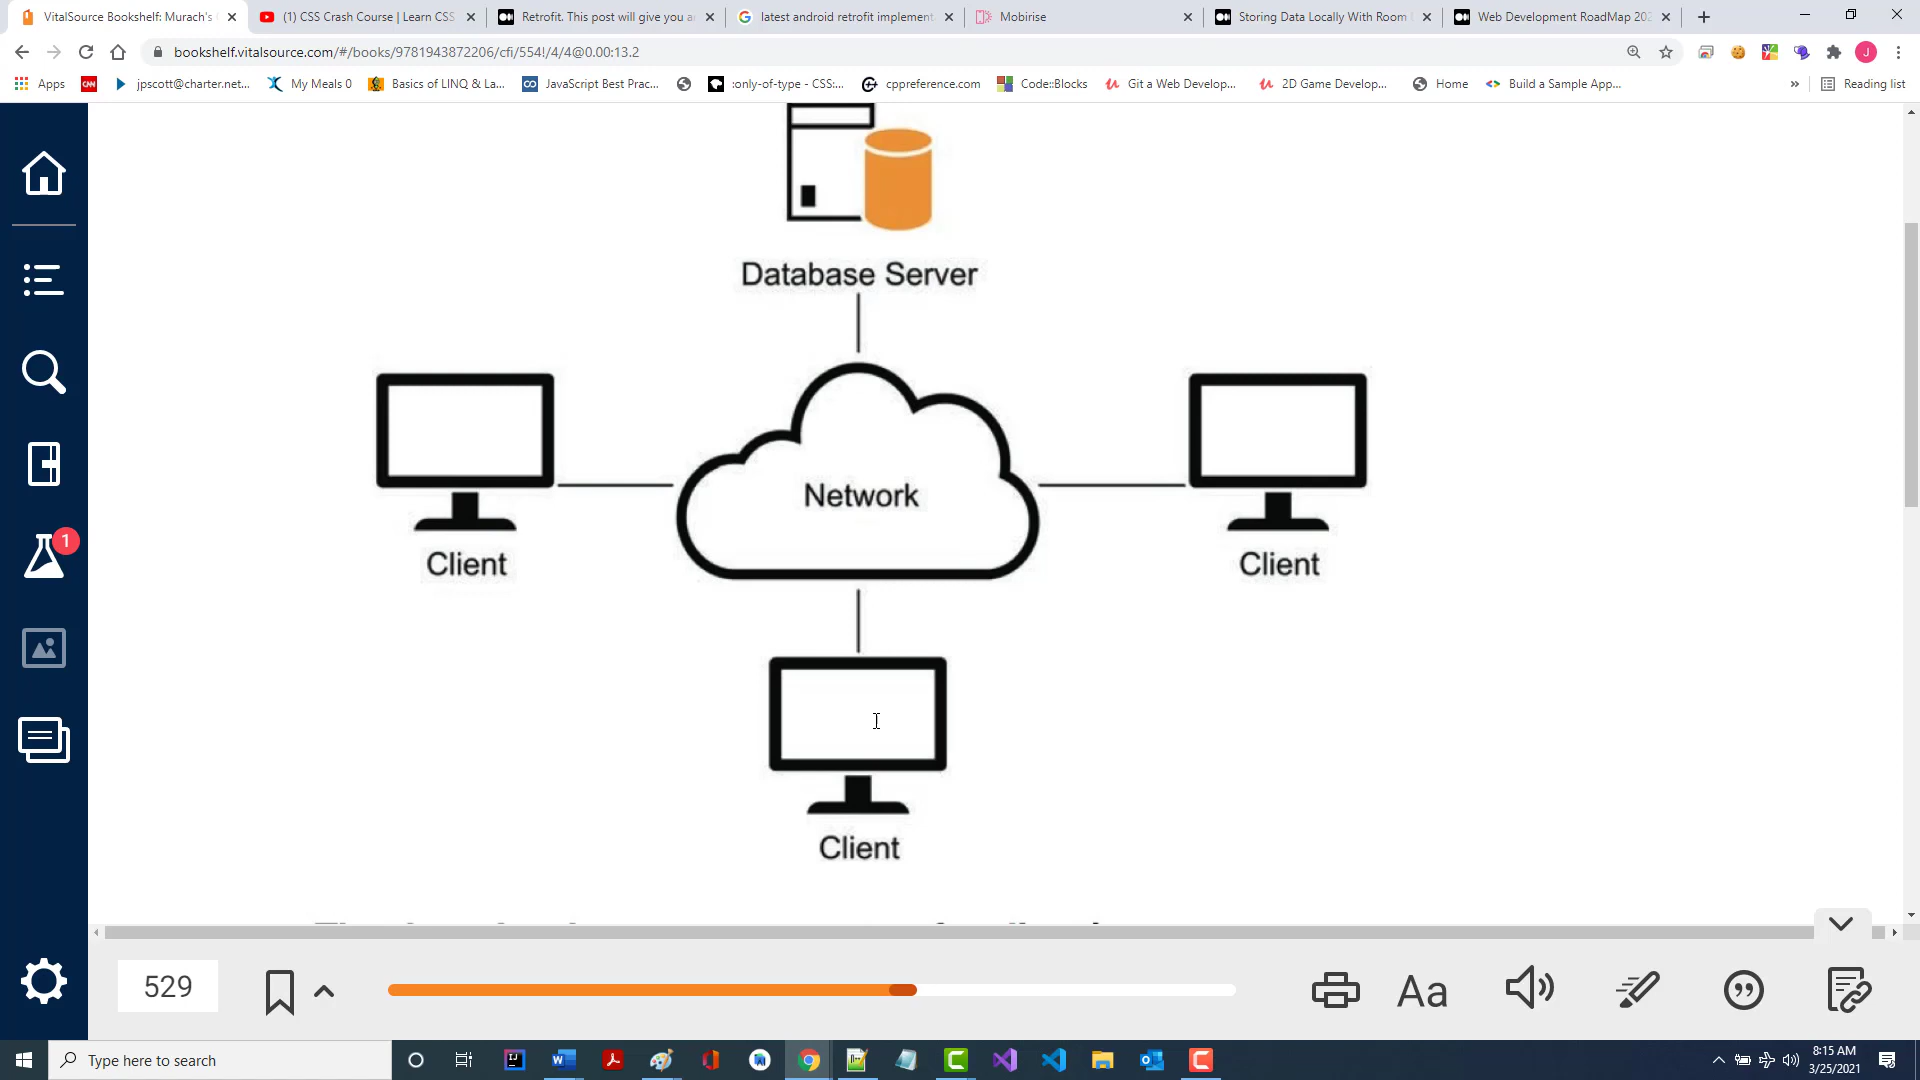 VitalSource Bookshelf: Murach's
(1) CSS Crash Course | Learn CSS
Retrofit. This post will give you a
latest android retrofit implement
Mobirise
Storing Data Locally With Room
Web Development RoadMap 202
bookshelf.vitalsource.com/#/books/9781943872206/cfi/554!/4/4@0.00:13.2
J
Apps
CNN
jpscott@charter.net...
My Meals 0
Basics of LINQ & La...
CO
JavaScript Best Prac...
:only-of-type - CSS:...
cppreference.com
Code::Blocks
Git a Web Develop...
2D Game Develop...
Home
Build a Sample App...
»
Reading list
Database Server
Network
Client
Client
Client
1
529
Aa
Type here to search
8:15 AM
3/25/2021